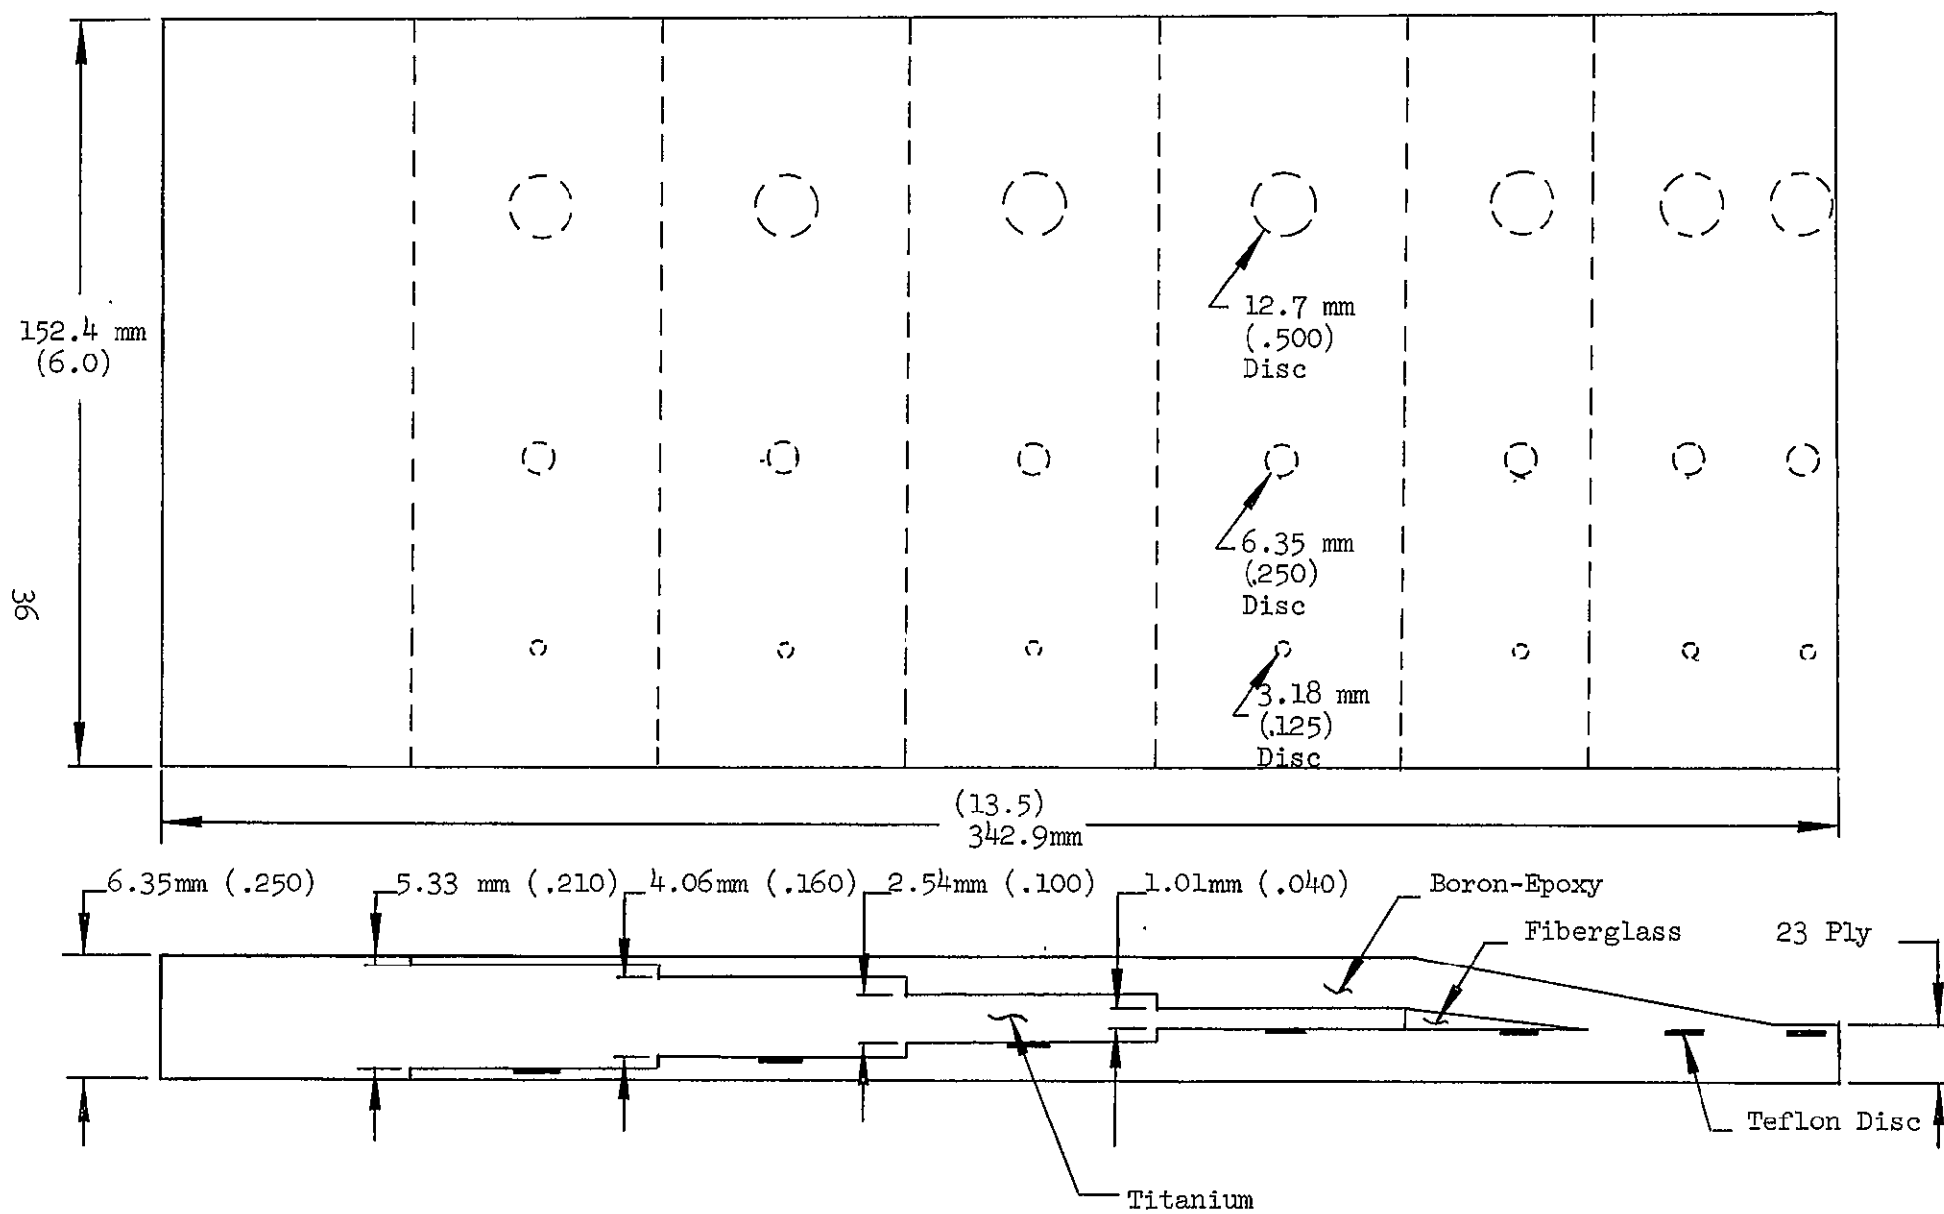 12.7 mm
(.500)
Disc
152.4 mm
(6.0)
6.35 mm
(.250)
Disc
36
3.18 mm
(.125)
Disc
(13.5)
342.9mm
6.35mm (.250)
5.33 mm (.210)
4.06mm (.160)
2.54mm (.100)
1.01mm (.040)
Boron-Epoxy
Fiberglass
23 Ply
Teflon Disc
Titanium